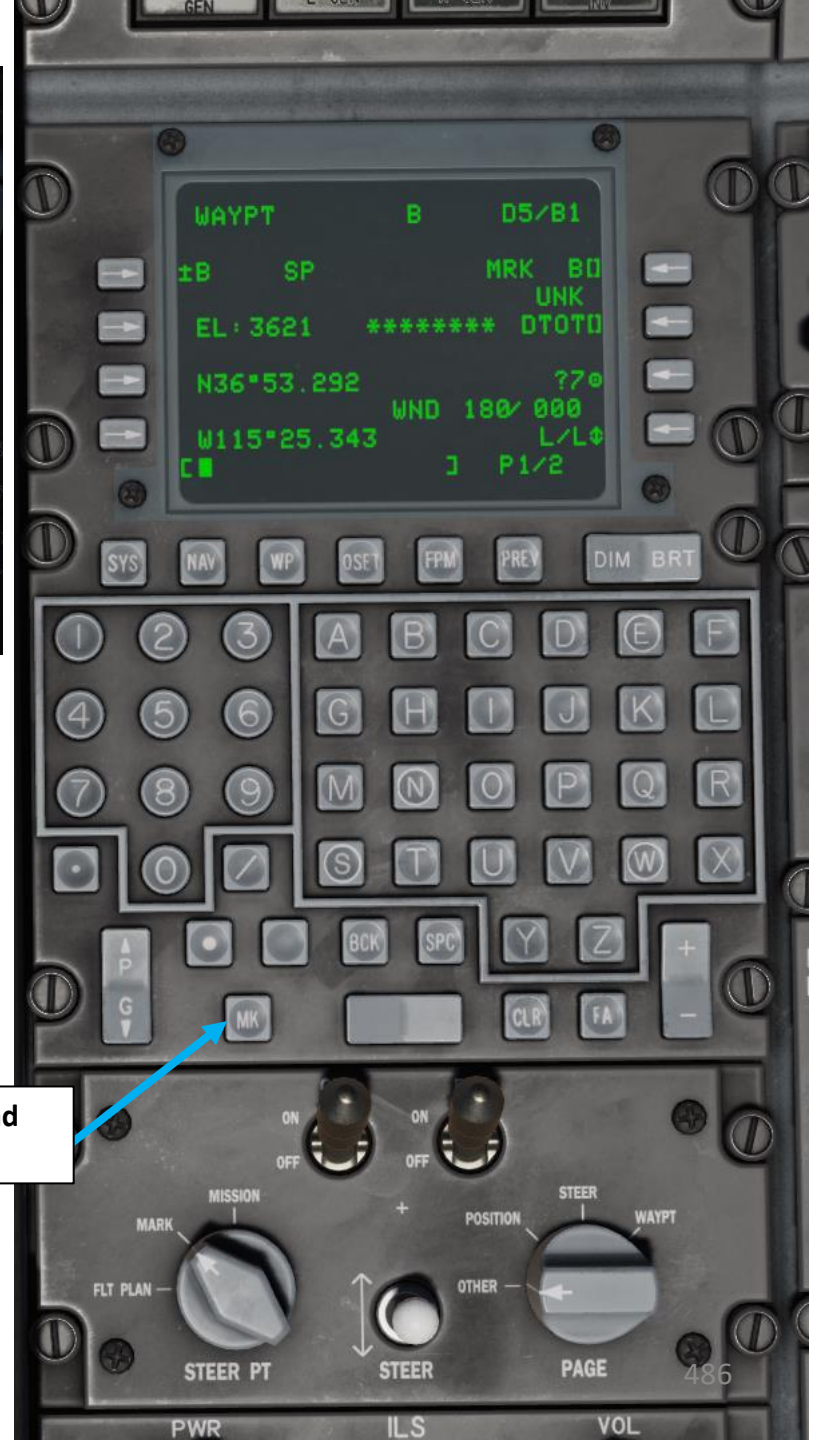 GEN
WAYPT B D5/B1
±B SP MRK B[]
UNK
EL:3621 ******** DTOT[]
N36°53.292 ?7
WND 180/ 000
W115°25.343 L/L
[ ] P1/2
SYS NAV WP OSET FPM PREV DIM BRT
1 2 3 A B C D E F
4 5 6 G H I J K L
7 8 9 M N O P Q R
. 0 / S T U V W X
P G BCK SPC Y Z + -
MK CLR FA
ON ON
OFF OFF
MISSION
MARK
FLT PLAN
STEER PT
STEER
STEER
POSITION WAYPT
OTHER
PAGE
486
PWR ILS VOL